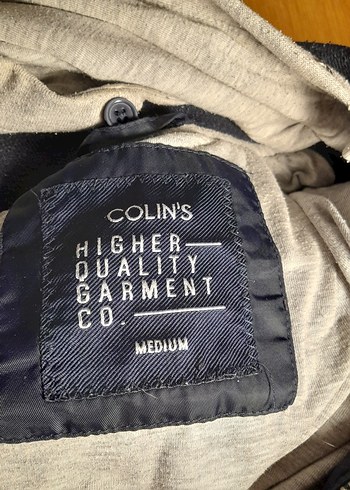 COLIN'S
HIGHER
QUALITY
GARMENT
CO.
MEDIUM